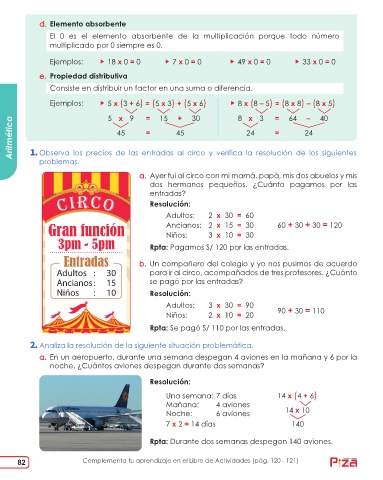 d. Elemento absorbente
El 0 es el elemento absorbente de la multiplicación porque todo número
multiplicado por 0 siempre es 0.
Ejemplos: ▸ 18 x 0 = 0 ▸ 7 x 0 = 0 ▸ 49 x 0 = 0 ▸ 33 x 0 = 0
e. Propiedad distributiva
Consiste en distribuir un factor en una suma o diferencia.
Ejemplos: ▸ 5 x (3 + 6) = (5 x 3) + (5 x 6) ▸ 8 x (8 – 5) = (8 x 8) – (8 x 5)
5 x 9 = 15 + 30 8 x 3 = 64 – 40
45 = 45 24 = 24
Aritmética
1. Observa los precios de las entradas al circo y verifica la resolución de los siguientes
problemas.
CIRCO
Gran función
3pm - 5pm
Entradas
Adultos : 30
Ancianos : 15
Niños : 10
a. Ayer fui al circo con mi mamá, papá, mis dos abuelos y mis
dos hermanos pequeños. ¿Cuánto pagamos por las
entradas?
Resolución:
Adultos: 2 x 30 = 60
Ancianos: 2 x 15 = 30 60 + 30 + 30 = 120
Niños: 3 x 10 = 30
Rpta: Pagamos S/ 120 por las entradas.
b. Un compañero del colegio y yo nos pusimos de acuerdo
para ir al circo, acompañados de tres profesores. ¿Cuánto
se pagó por las entradas?
Resolución:
Adultos: 3 x 30 = 90
Niños: 2 x 10 = 20 90 + 30 = 110
Rpta: Se pagó S/ 110 por las entradas.
2. Analiza la resolución de la siguiente situación problemática.
a. En un aeropuerto, durante una semana despegan 4 aviones en la mañana y 6 por la
noche. ¿Cuántos aviones despegan durante dos semanas?
Resolución:
Una semana: 7 días 14 x (4 + 6)
Mañana: 4 aviones
Noche: 6 aviones 14 x 10
7 x 2 = 14 días 140
Rpta: Durante dos semanas despegan 140 aviones.
82 Complementa tu aprendizaje en el Libro de Actividades (pág. 120 - 121)